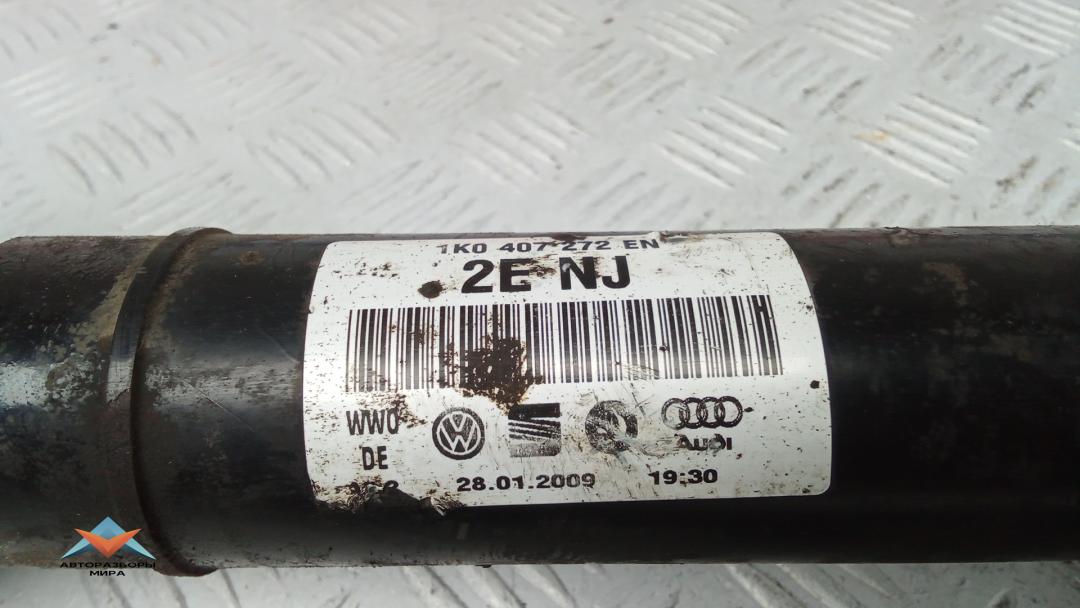 1K0 407 272 EN
2E NJ
WWO
DE
Audi
28.01.2009 19:30
АВТОРАЗБОРЫ
МИРА